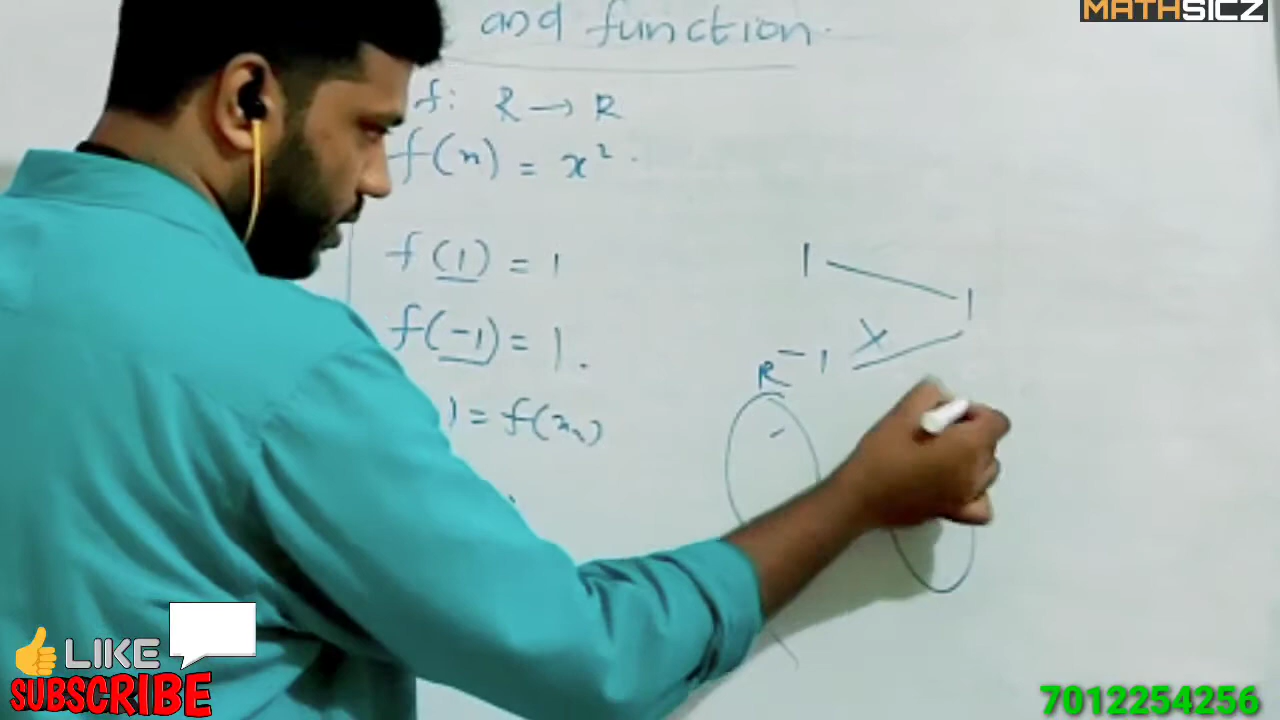 MATHSICZ
and function.
f: R → R
f(x) = x².
f(1) = 1
f(-1) = 1.
) = f(x₂)
1
1
-1
X
R
LIKE
SUBSCRIBE
7012254256